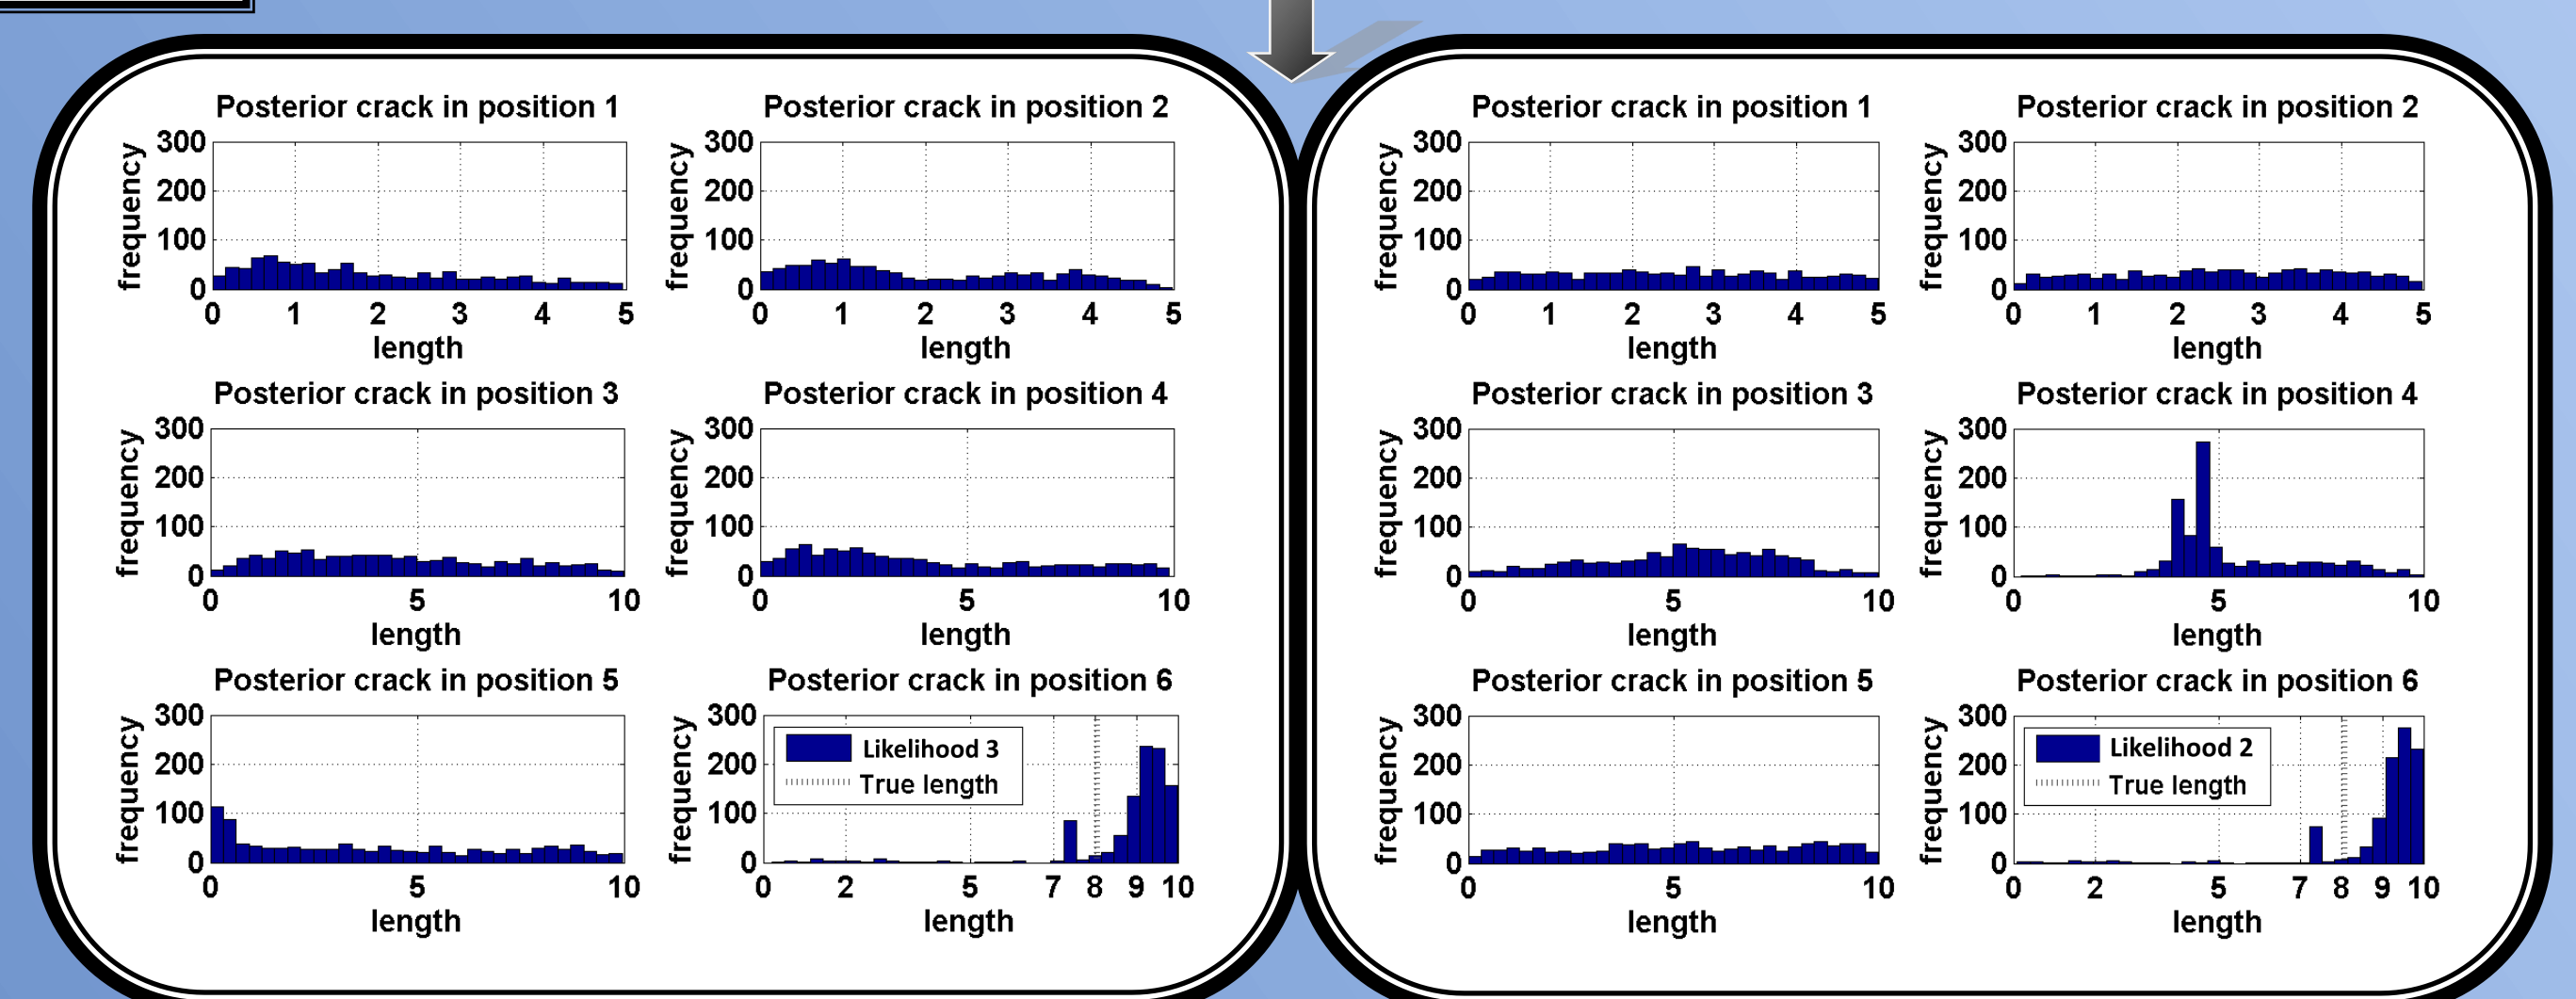 Posterior crack in position 1
300
200
100
0
frequency
0 1 2 3 4 5
length
Posterior crack in position 2
300
200
100
0
frequency
0 1 2 3 4 5
length
Posterior crack in position 3
300
200
100
0
frequency
0 5 10
length
Posterior crack in position 4
300
200
100
0
frequency
0 5 10
length
Posterior crack in position 5
300
200
100
0
frequency
0 5 10
length
Posterior crack in position 6
300
200
100
0
frequency
Likelihood 3
True length
0 2 5 7 8 9 10
length
Posterior crack in position 1
300
200
100
0
frequency
0 1 2 3 4 5
length
Posterior crack in position 2
300
200
100
0
frequency
0 1 2 3 4 5
length
Posterior crack in position 3
300
200
100
0
frequency
0 5 10
length
Posterior crack in position 4
300
200
100
0
frequency
0 5 10
length
Posterior crack in position 5
300
200
100
0
frequency
0 5 10
length
Posterior crack in position 6
300
200
100
0
frequency
Likelihood 2
True length
0 2 5 7 8 9 10
length